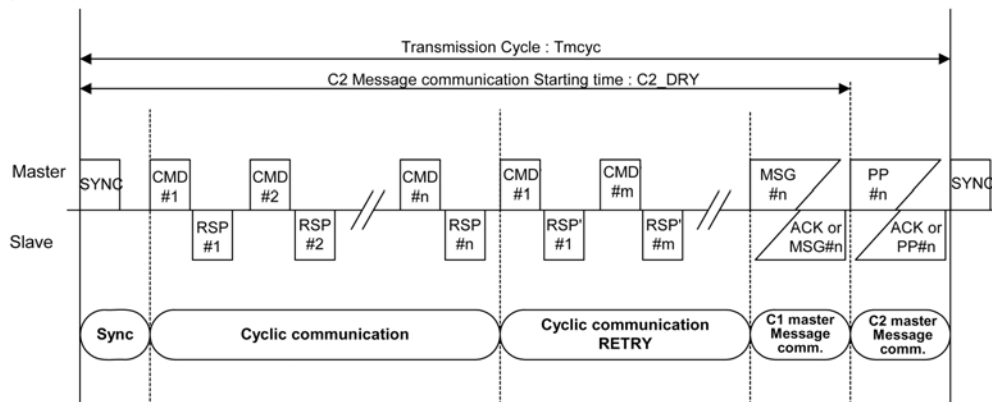 Transmission Cycle : Tmcyc
C2 Message communication Starting time : C2_DRY
Master
SYNC
CMD
#1
CMD
#2
CMD
#n
CMD
#1
CMD
#m
MSG
#n
PP
#n
SYNC
Slave
RSP
#1
RSP
#2
RSP
#n
RSP'
#1
RSP'
#m
ACK or
MSG#n
ACK or
PP#n
Sync
Cyclic communication
Cyclic communication
RETRY
C1 master
Message
comm.
C2 master
Message
comm.